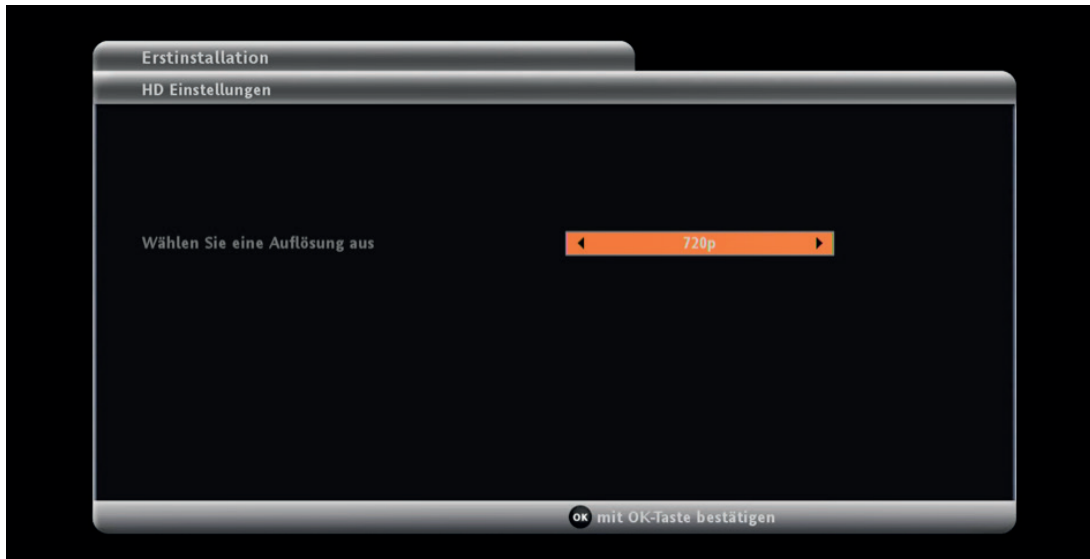 Erstinstallation
HD Einstellungen
Wählen Sie eine Auflösung aus
720p
OK mit OK-Taste bestätigen